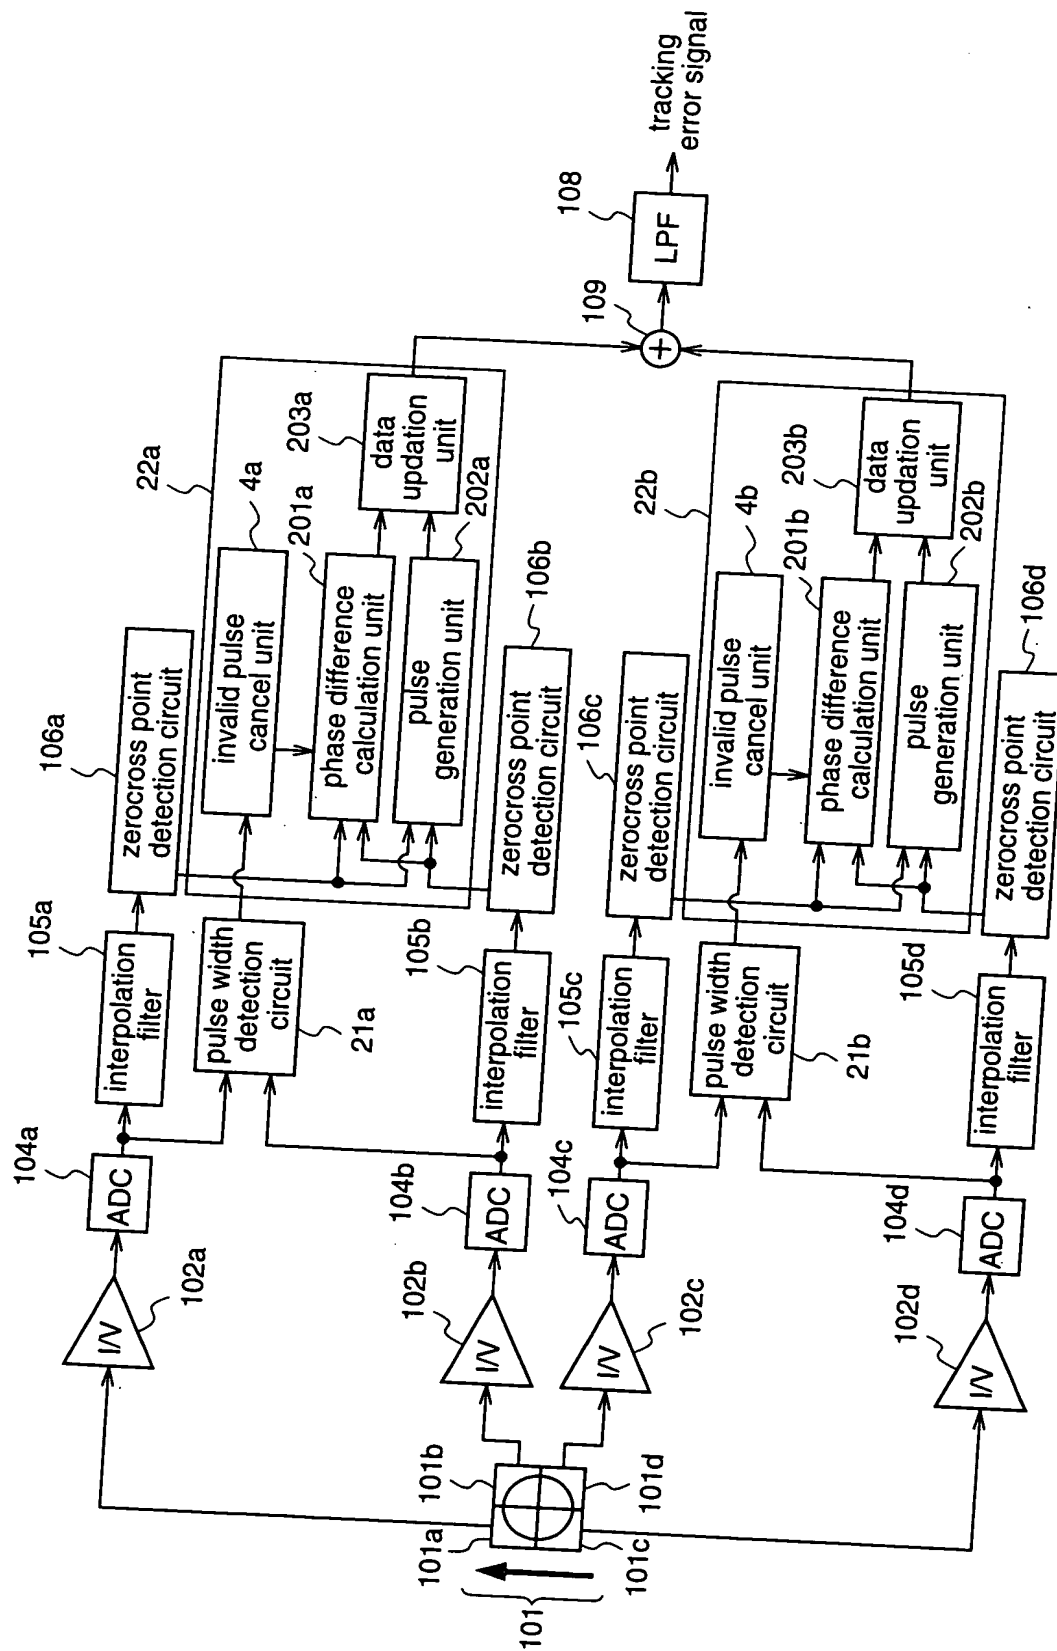 101
101a
101b
101c
101d
I/V
102a
I/V
102b
I/V
102c
I/V
102d
ADC
104a
ADC
104b
ADC
104c
ADC
104d
interpolation
filter
105a
interpolation
filter
105b
interpolation
filter
105c
interpolation
filter
105d
pulse width
detection
circuit
21a
pulse width
detection
circuit
21b
zerocross point
detection circuit
106a
zerocross point
detection circuit
106b
zerocross point
detection circuit
106c
zerocross point
detection circuit
106d
22a
invalid pulse
cancel unit
4a
phase difference
calculation unit
201a
pulse
generation unit
202a
data
updation
unit
203a
22b
invalid pulse
cancel unit
4b
phase difference
calculation unit
201b
pulse
generation unit
202b
data
updation
unit
203b
+
109
LPF
108
tracking
error signal